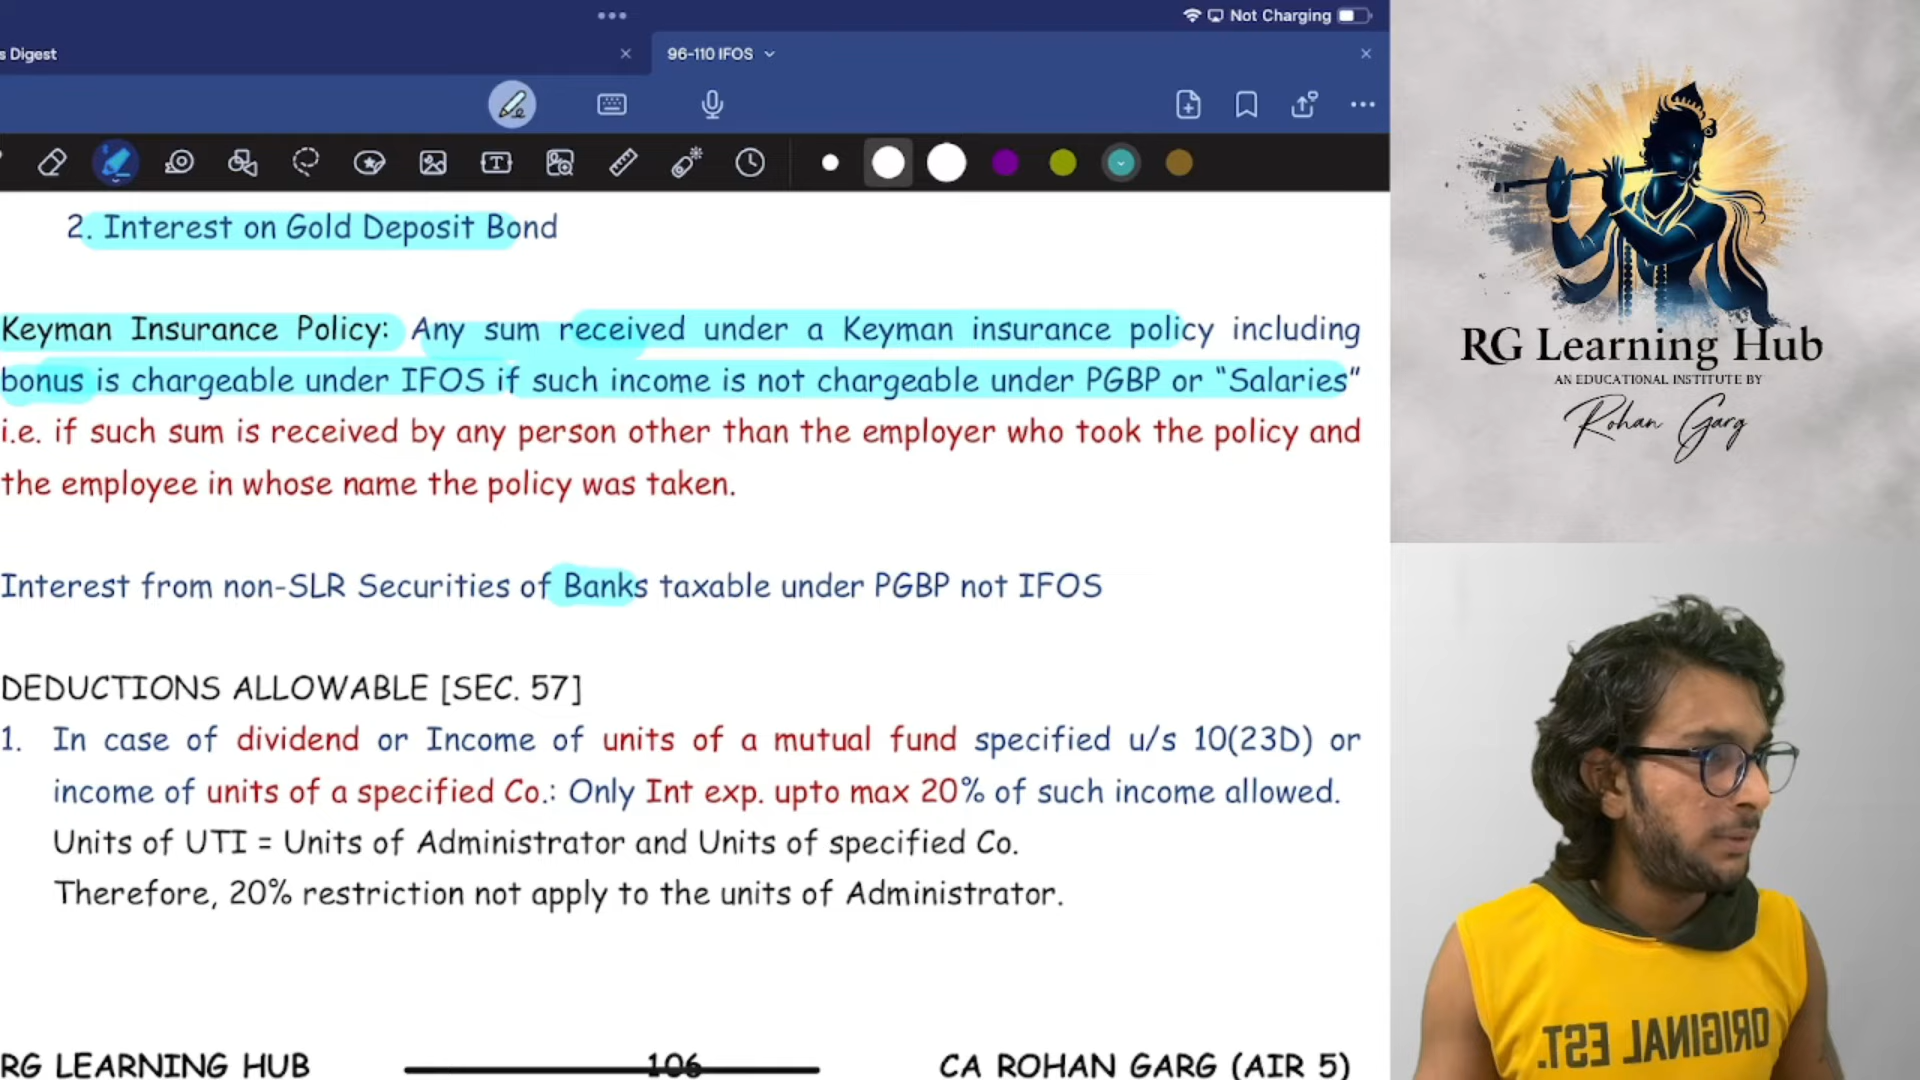 Not Charging
s Digest
96-110 IFOS
2. Interest on Gold Deposit Bond
Keyman Insurance Policy: Any sum received under a Keyman insurance policy including
bonus is chargeable under IFOS if such income is not chargeable under PGBP or “Salaries”
i.e. if such sum is received by any person other than the employer who took the policy and
the employee in whose name the policy was taken.
Interest from non-SLR Securities of Banks taxable under PGBP not IFOS
DEDUCTIONS ALLOWABLE [SEC. 57]
1. In case of dividend or Income of units of a mutual fund specified u/s 10(23D) or
income of units of a specified Co.: Only Int exp. upto max 20% of such income allowed.
Units of UTI = Units of Administrator and Units of specified Co.
Therefore, 20% restriction not apply to the units of Administrator.
RG LEARNING HUB 106 CA ROHAN GARG (AIR 5)
RG Learning Hub
AN EDUCATIONAL INSTITUTE BY
Rohan Garg
ORIGINAL EST.